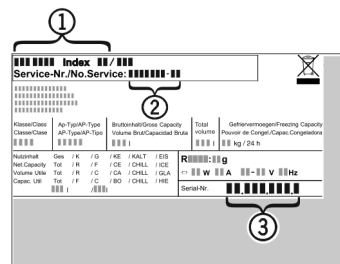 1
Index /
Service-Nr./No.Service: -
2
Klasse/Class
Classe/Clase
Ap-Typ/AP-Type
AP-Type/AP-Tipo
Bruttoinhalt/Gross Capacity
Volume Brut/Capacidad Bruta
l
Total
volume
l
Gefriervermoegen/Freezing Capacity
Pouvoir de Congel./Capac.Congeladora
kg / 24 h
Nutzinhalt Ges / K / G / KE / KALT / EIS
Net.Capacity Tot / R / F / CE / CHILL / ICE
Volume Utile Tot / R / C / CA / CHILL / GLA
Capac. Util Tot / F / C / BO / CHILL / HIE
l / l
R : g
W A - V Hz
Serial-Nr. . . .
3